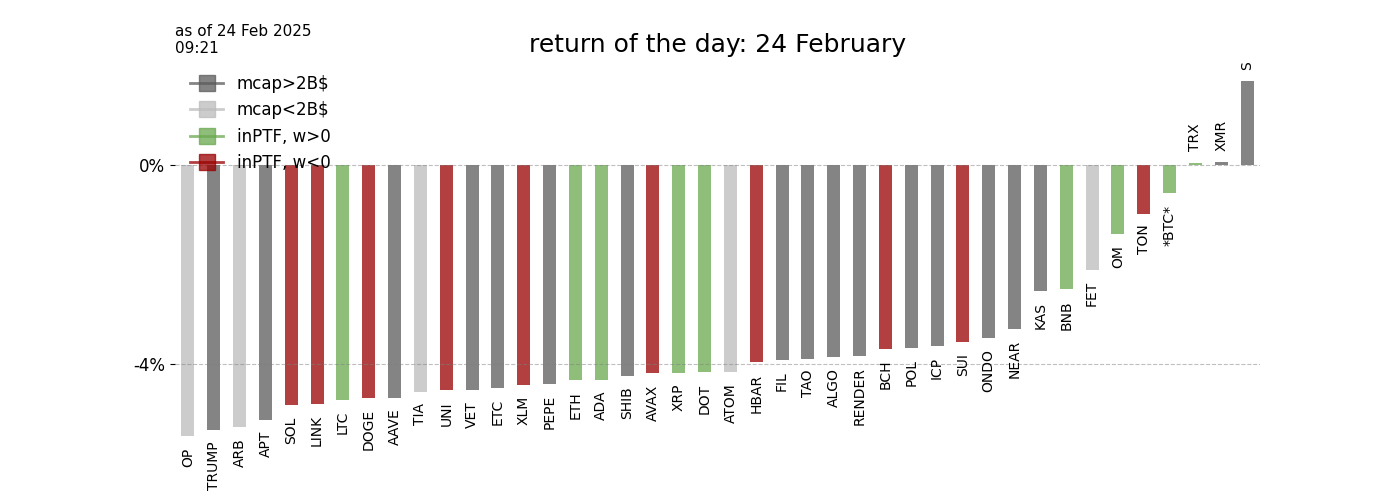 as of 24 Feb 2025
09:21
return of the day: 24 February
mcap>2B$
mcap<2B$
inPTF, w>0
inPTF, w<0
0%
-4%
OP
TRUMP
ARB
APT
SOL
LINK
LTC
DOGE
AAVE
TIA
UNI
VET
ETC
XLM
PEPE
ETH
ADA
SHIB
AVAX
XRP
DOT
ATOM
HBAR
FIL
TAO
ALGO
RENDER
BCH
POL
ICP
SUI
ONDO
NEAR
KAS
BNB
FET
OM
TON
*BTC*
TRX
XMR
S